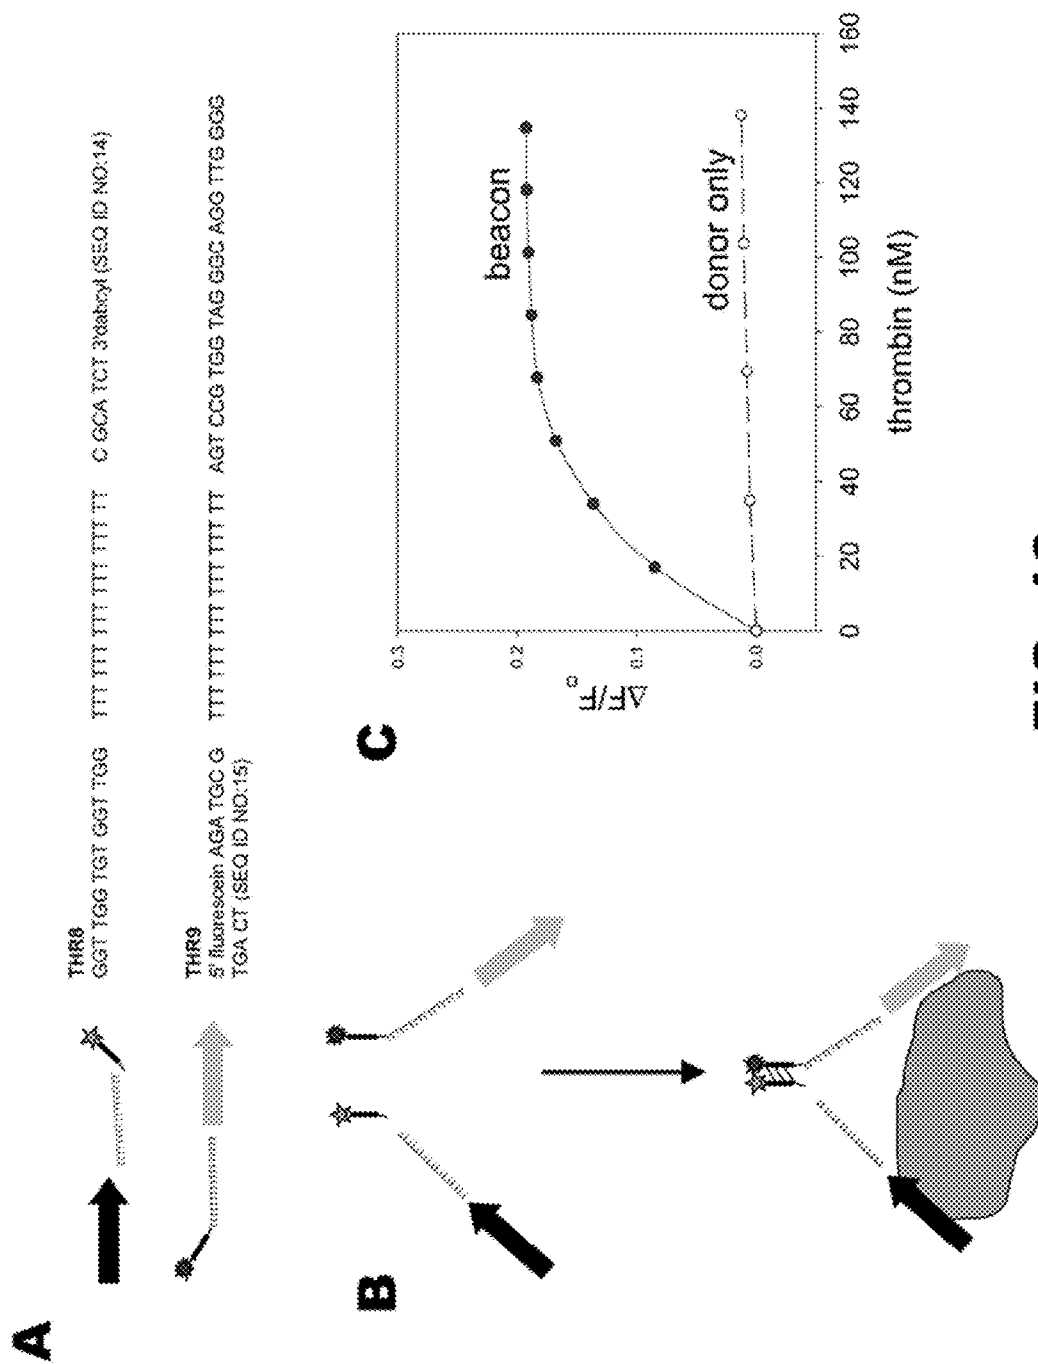 A
THR8
GGT TGG TGT GGT TGG TTT TTT TTT TTT TTT TT C GCA TCT 3'dabcyl (SEQ ID NO:14)
THR9
5' fluorescein AGA TGC G TTT TTT TTT TTT TTT TT AGT CCG TGG TAG GGC AGG TTG GGG
TGA CT (SEQ ID NO:15)
B
C
0.3
0.2
0.1
0.0
ΔF/Fo
beacon
donor only
0 20 40 60 80 100 120 140 160
thrombin (nM)